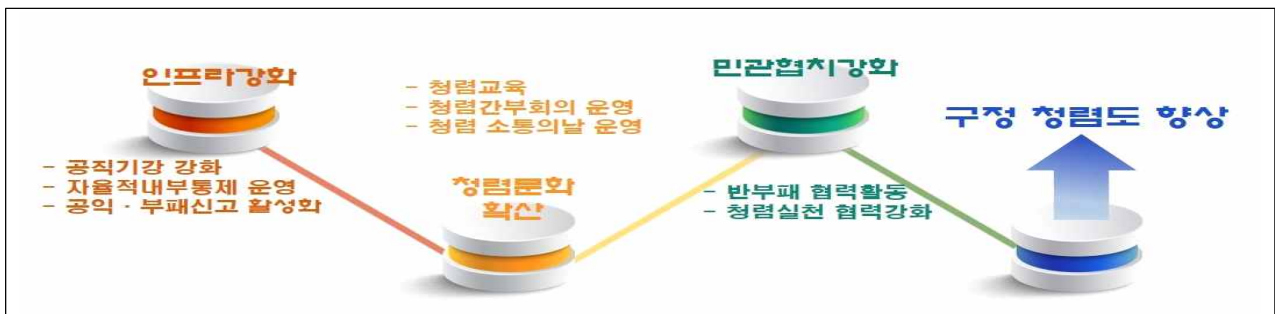 인프라강화
- 공직기강 강화
- 자율적내부통제 운영
- 공익·부패신고 활성화
- 청렴교육
- 청렴간부회의 운영
- 청렴 소통의날 운영
청렴문화
확산
민관협치강화
- 반부패 협력활동
- 청렴실천 협력강화
구정 청렴도 향상